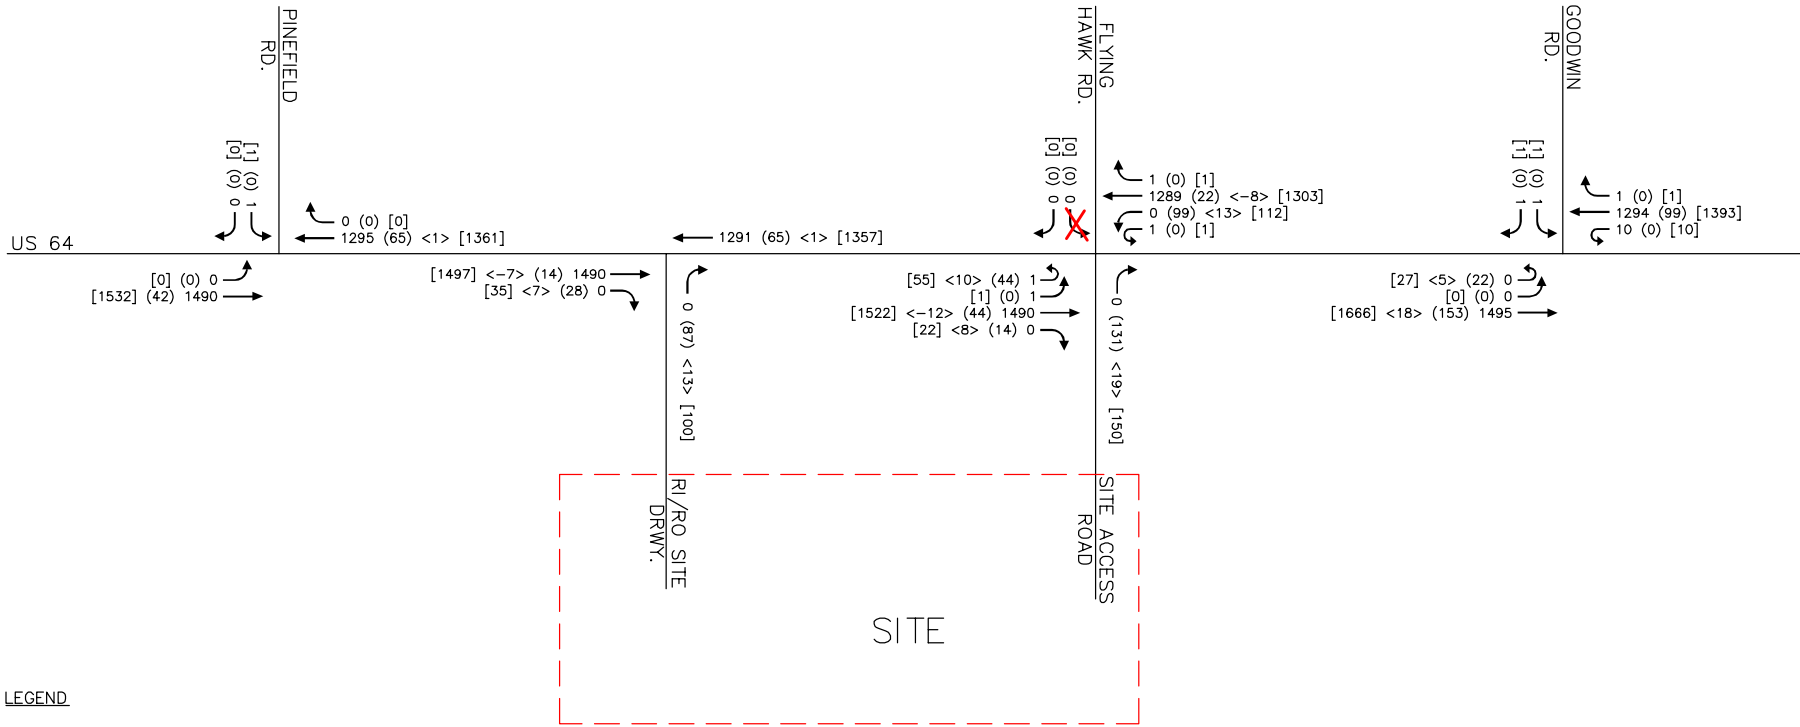 PINEFIELD
RD.
FLYING
HAWK RD.
GOODWIN
RD.
[1] (0) 1
[0] (0) 0
[0] (0) 0
[0] (0) 0
[1] (0) 1
[1] (0) 1
0 (0) [0]
1295 (65) <1> [1361]
1291 (65) <1> [1357]
1 (0) [1]
1289 (22) <-8> [1303]
0 (99) <13> [112]
1 (0) [1]
1 (0) [1]
1294 (99) [1393]
10 (0) [10]
US 64
[0] (0) 0
[1532] (42) 1490
[1497] <-7> (14) 1490
[35] <7> (28) 0
0 (87) <13> [100]
[55] <10> (44) 1
[1] (0) 1
[1522] <-12> (44) 1490
[22] <8> (14) 0
0 (131) <19> [150]
[27] <5> (22) 0
[0] (0) 0
[1666] <18> (153) 1495
RI/RO SITE
DRWY.
SITE ACCESS
ROAD
SITE
LEGEND